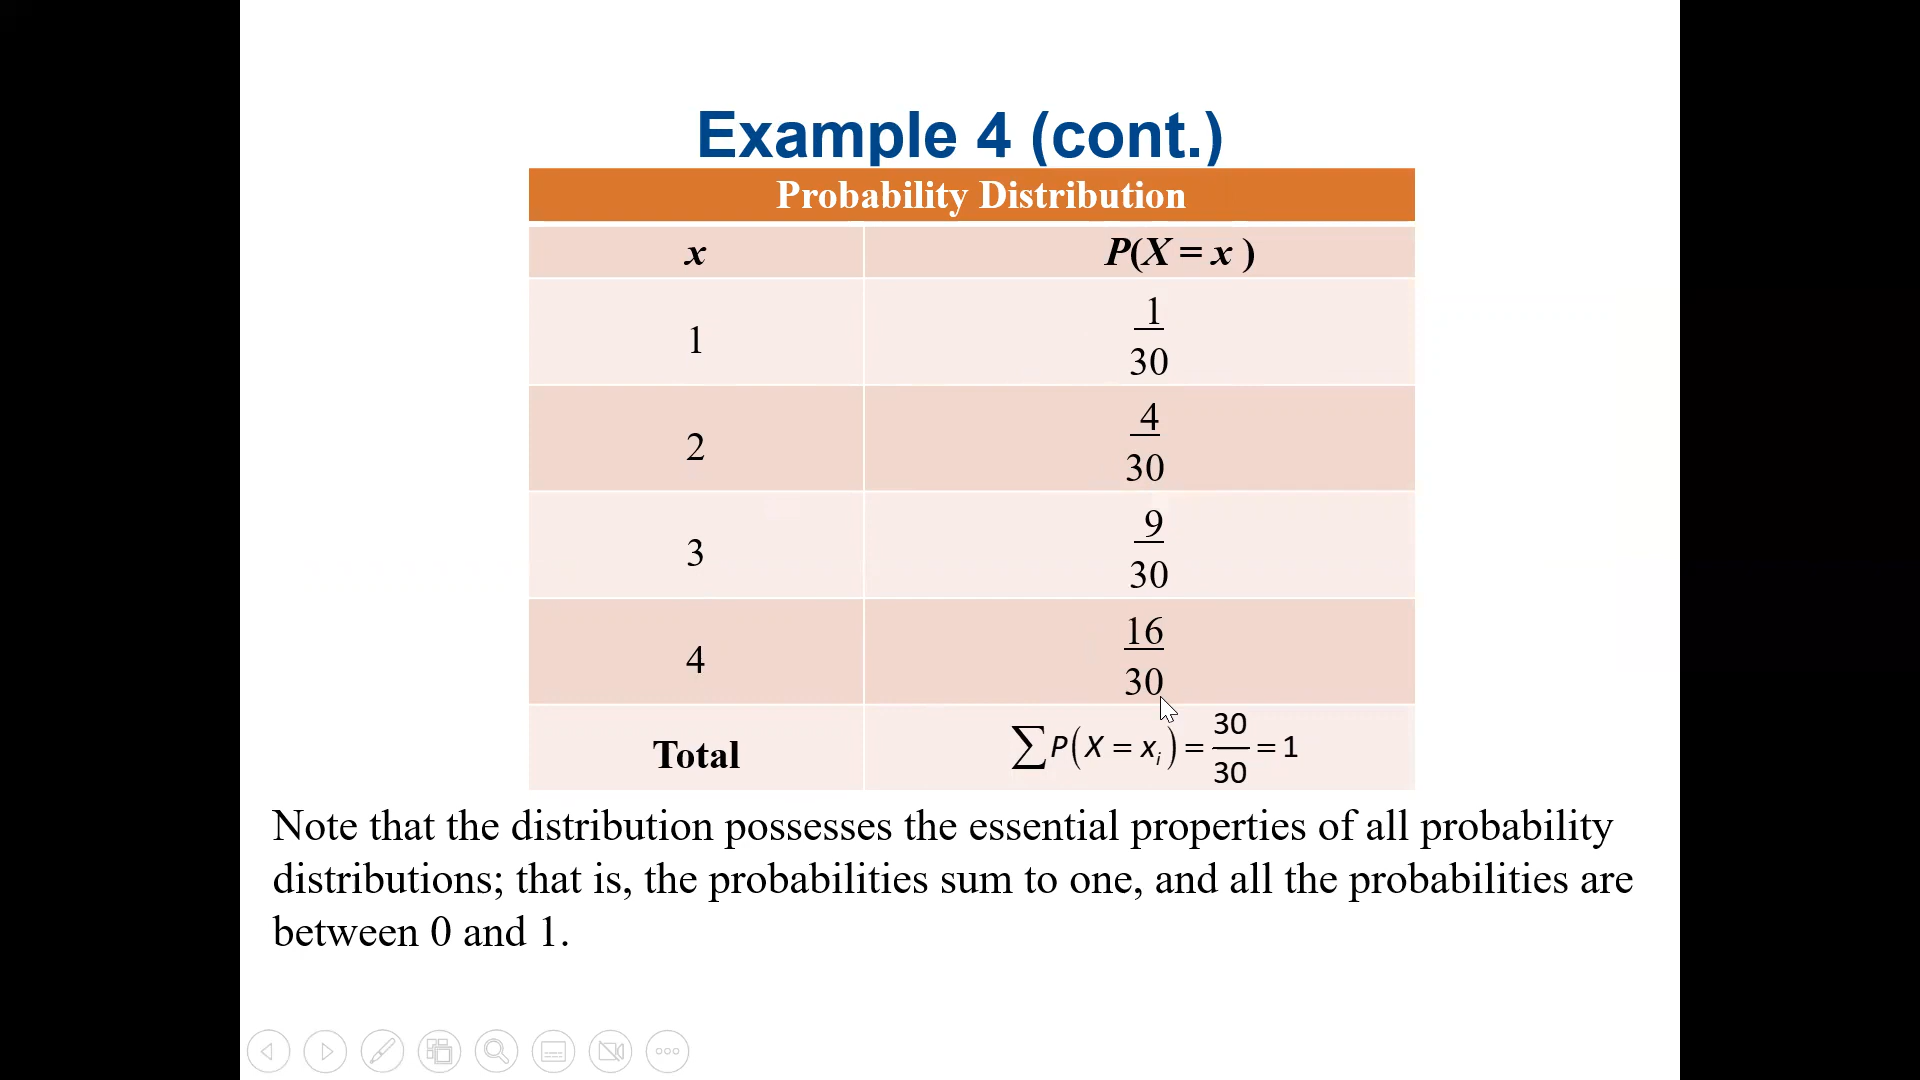 Example 4 (cont.)
Probability Distribution
x P(X = x )
1 1/30
2 4/30
3 9/30
4 16/30
Total ∑P(X = xᵢ) = 30/30 = 1
Note that the distribution possesses the essential properties of all probability
distributions; that is, the probabilities sum to one, and all the probabilities are
between 0 and 1.